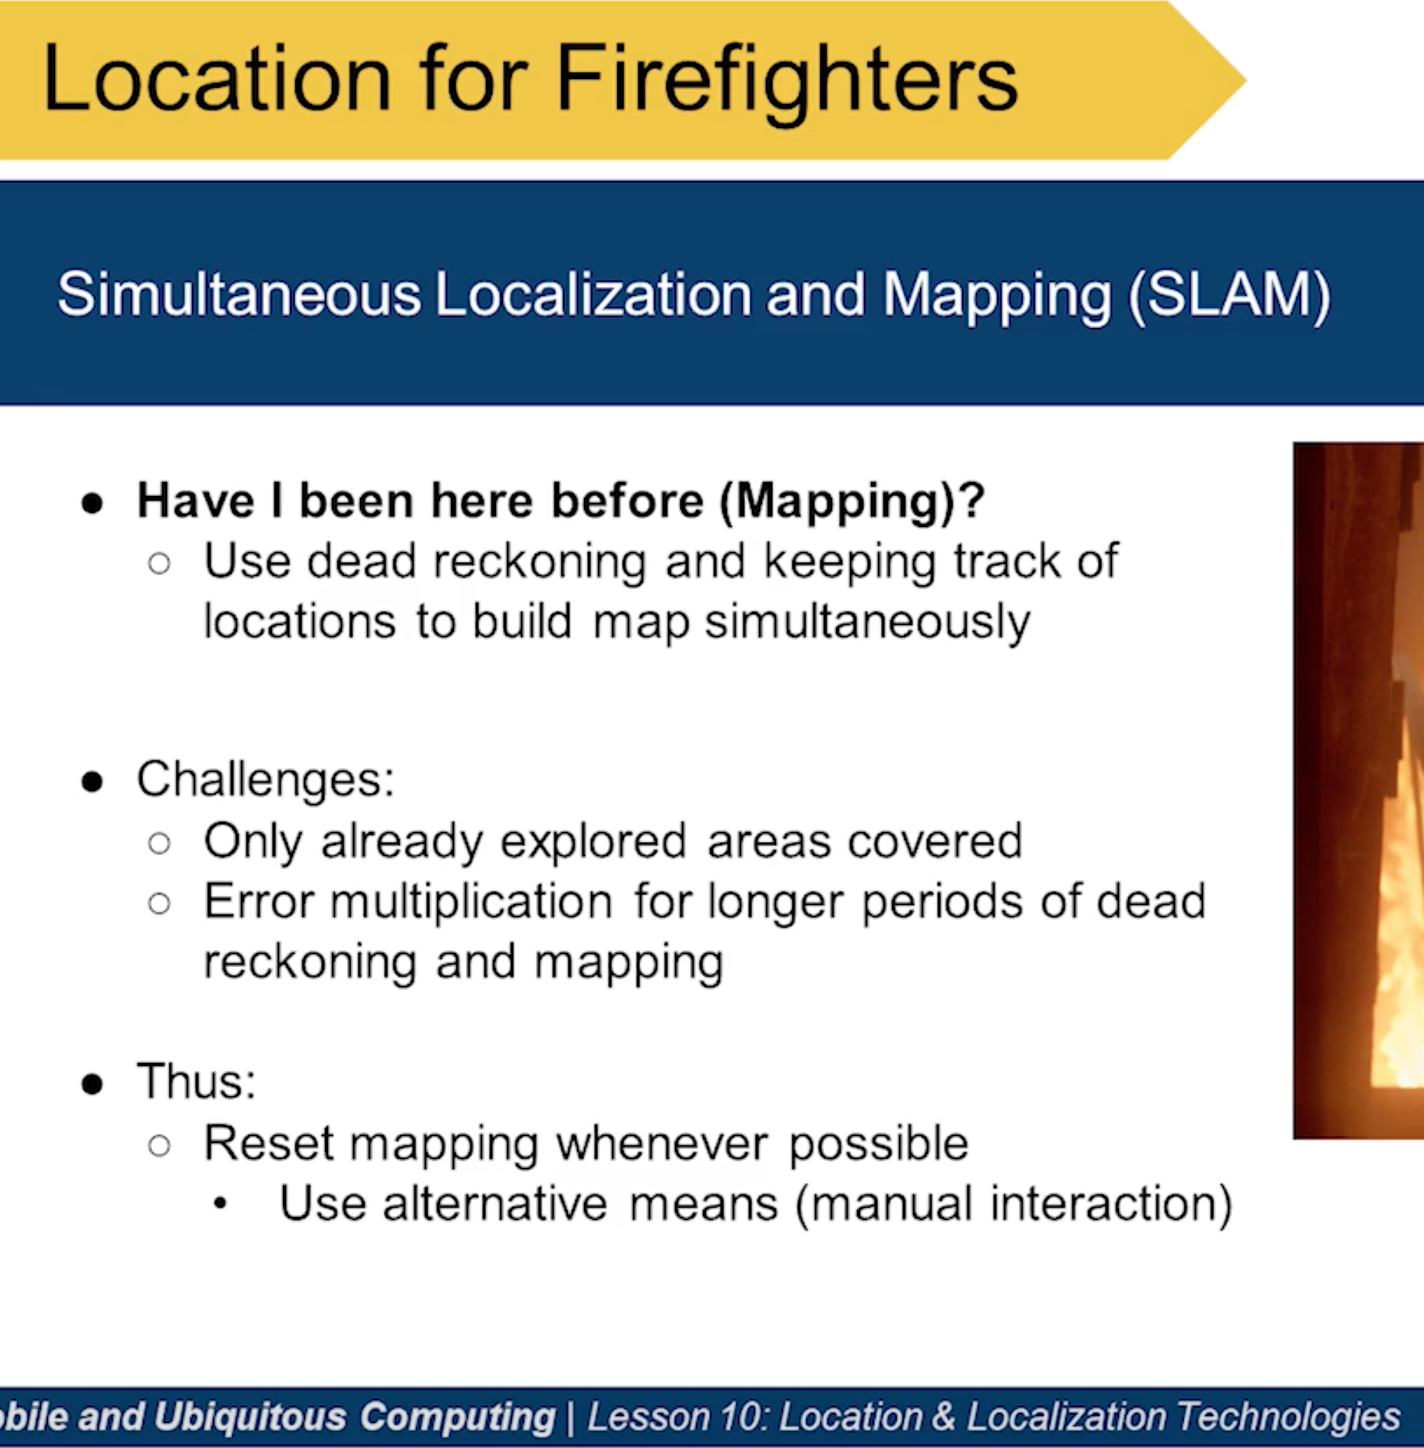 Location for Firefighters
Simultaneous Localization and Mapping (SLAM)
● Have I been here before (Mapping)?
○ Use dead reckoning and keeping track of
locations to build map simultaneously
● Challenges:
○ Only already explored areas covered
○ Error multiplication for longer periods of dead
reckoning and mapping
● Thus:
○ Reset mapping whenever possible
• Use alternative means (manual interaction)
obile and Ubiquitous Computing | Lesson 10: Location & Localization Technologies